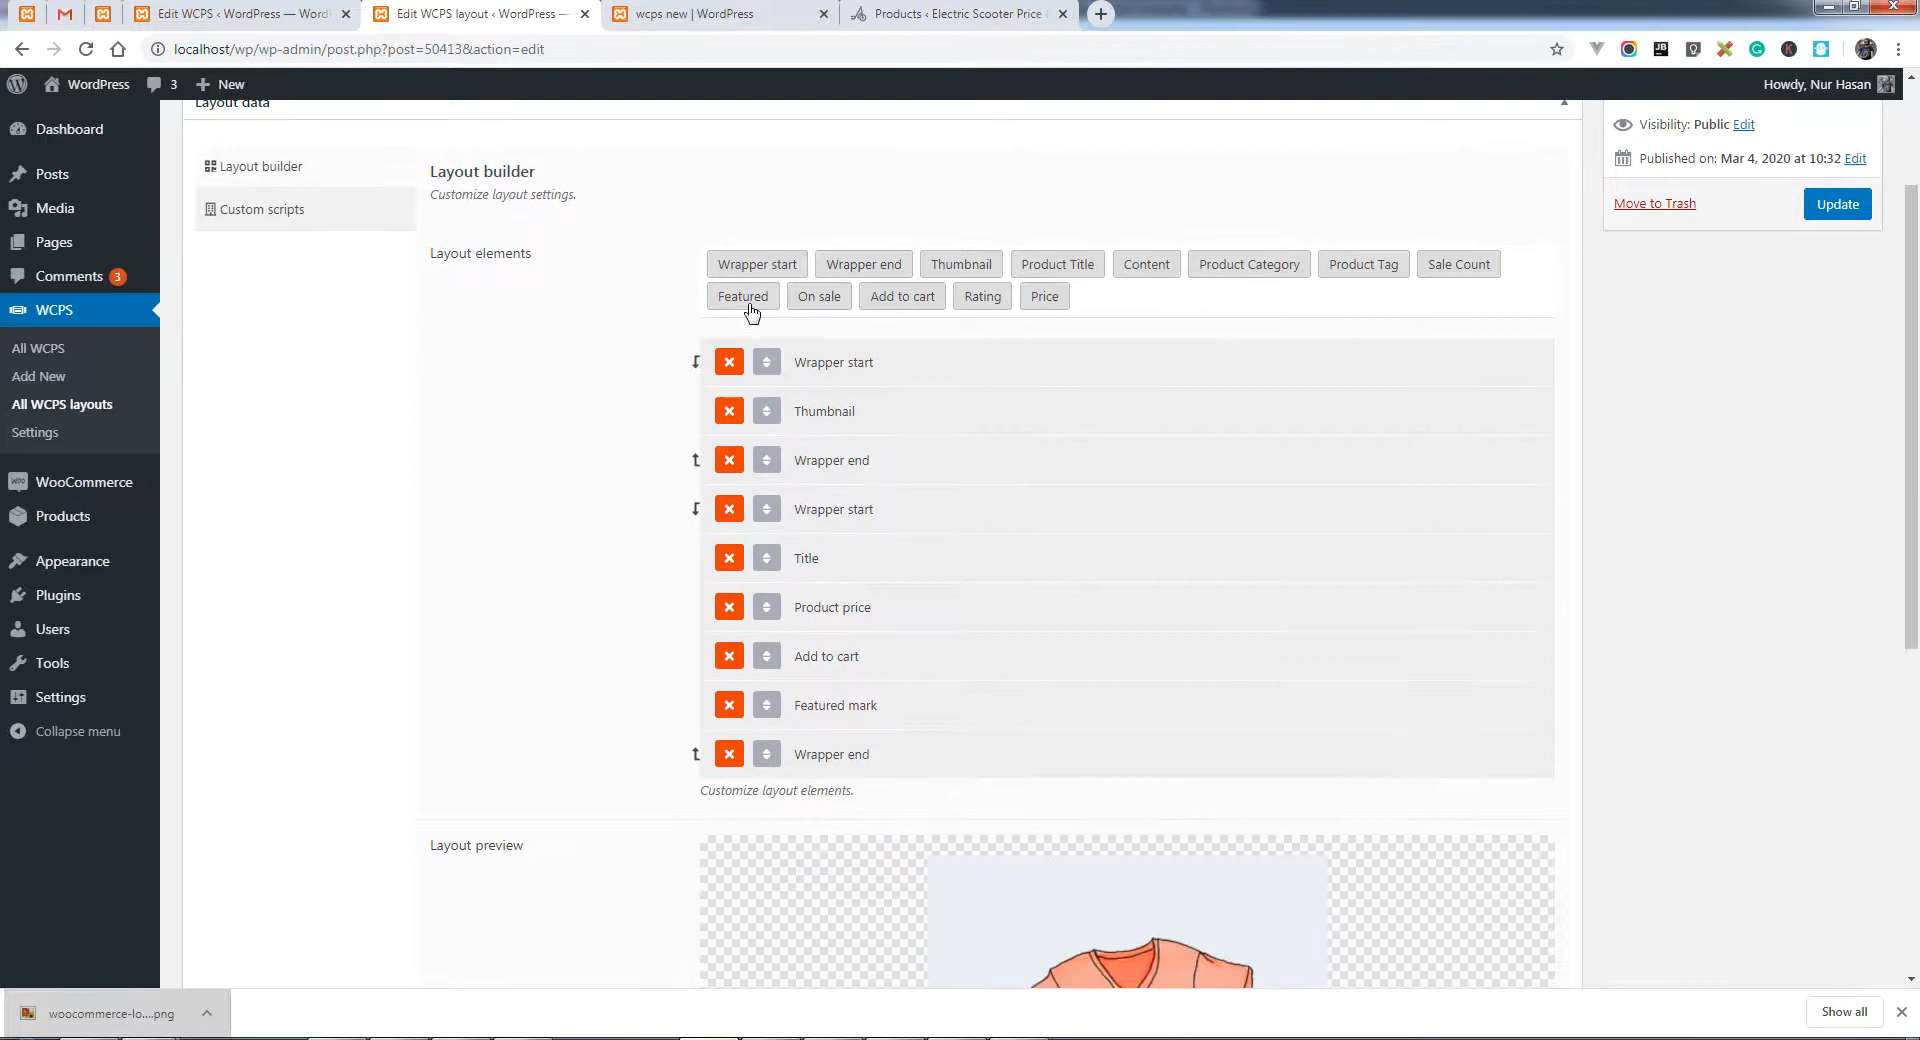 Edit WCPS ‹ WordPress — Word
Edit WCPS layout ‹ WordPress —
wcps new | WordPress
Products ‹ Electric Scooter Price
localhost/wp/wp-admin/post.php?post=50413&action=edit
WordPress
3
New
Howdy, Nur Hasan
Dashboard
Posts
Media
Pages
Comments 3
WCPS
All WCPS
Add New
All WCPS layouts
Settings
WooCommerce
Products
Appearance
Plugins
Users
Tools
Settings
Collapse menu
Layout data
Layout builder
Custom scripts
Layout builder
Customize layout settings.
Layout elements
Wrapper start Wrapper end Thumbnail Product Title Content Product Category Product Tag Sale Count
Featured On sale Add to cart Rating Price
Wrapper start
Thumbnail
Wrapper end
Wrapper start
Title
Product price
Add to cart
Featured mark
Wrapper end
Customize layout elements.
Layout preview
Visibility: Public Edit
Published on: Mar 4, 2020 at 10:32 Edit
Move to Trash
Update
woocommerce-lo....png
Show all